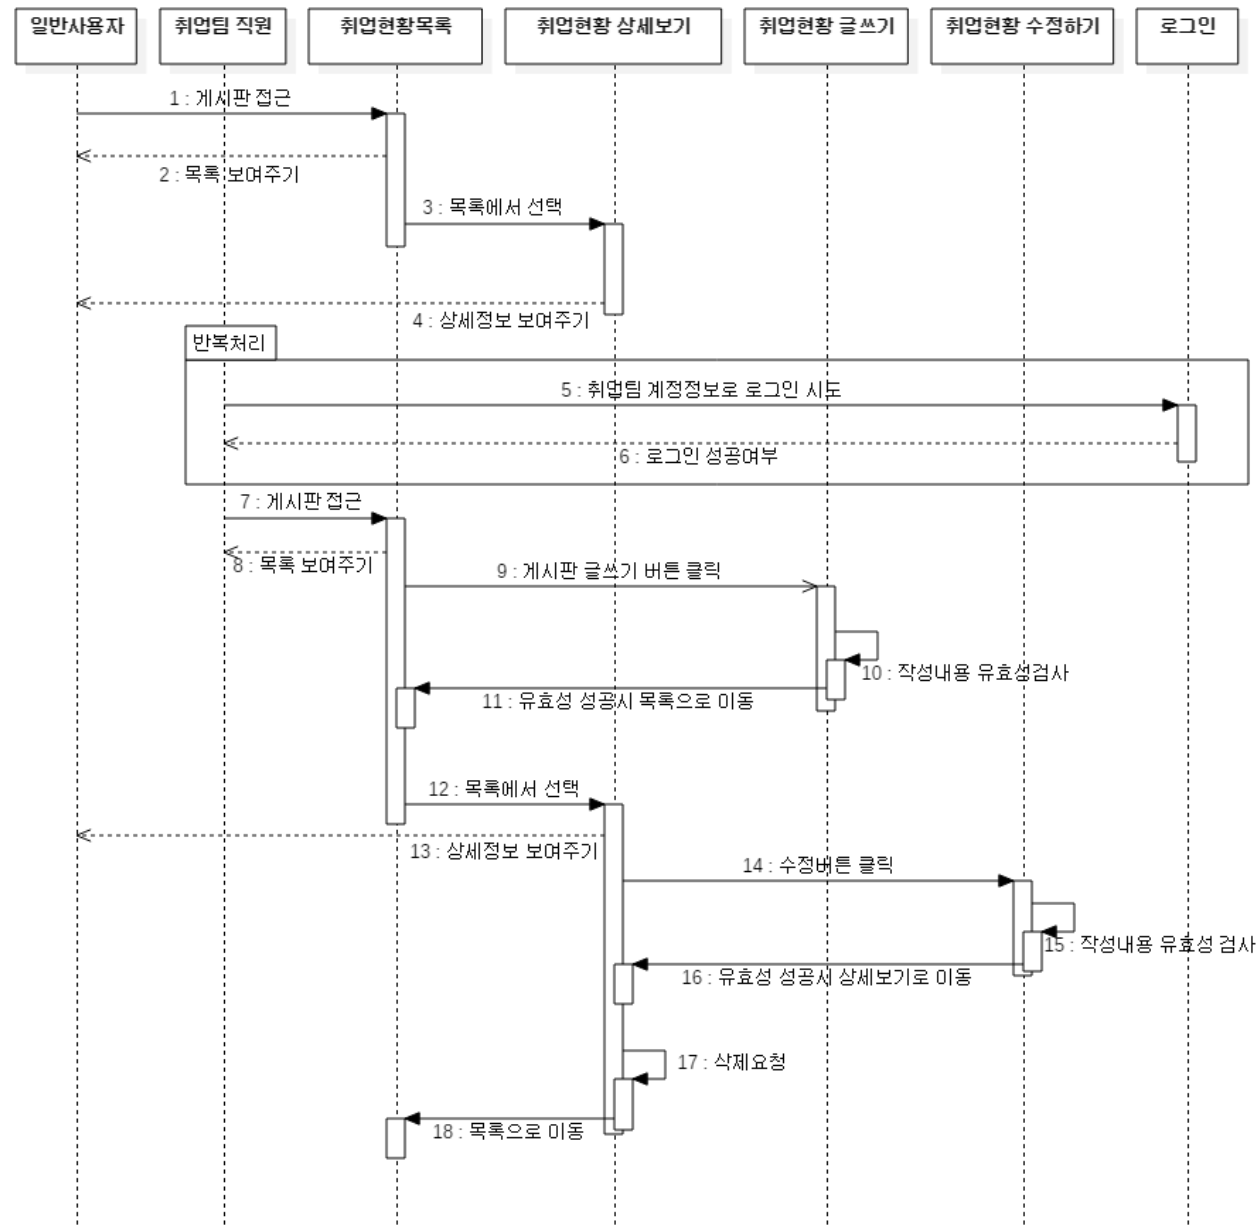 일반사용자
취업팀 직원
취업현황목록
취업현황 상세보기
취업현황 글쓰기
취업현황 수정하기
로그인
1 : 게시판 접근
2 : 목록 보여주기
3 : 목록에서 선택
4 : 상세정보 보여주기
반복처리
5 : 취업팀 계정정보로 로그인 시도
6 : 로그인 성공여부
7 : 게시판 접근
8 : 목록 보여주기
9 : 게시판 글쓰기 버튼 클릭
10 : 작성내용 유효성검사
11 : 유효성 성공시 목록으로 이동
12 : 목록에서 선택
13 : 상세정보 보여주기
14 : 수정버튼 클릭
15 : 작성내용 유효성 검사
16 : 유효성 성공시 상세보기로 이동
17 : 삭제요청
18 : 목록으로 이동